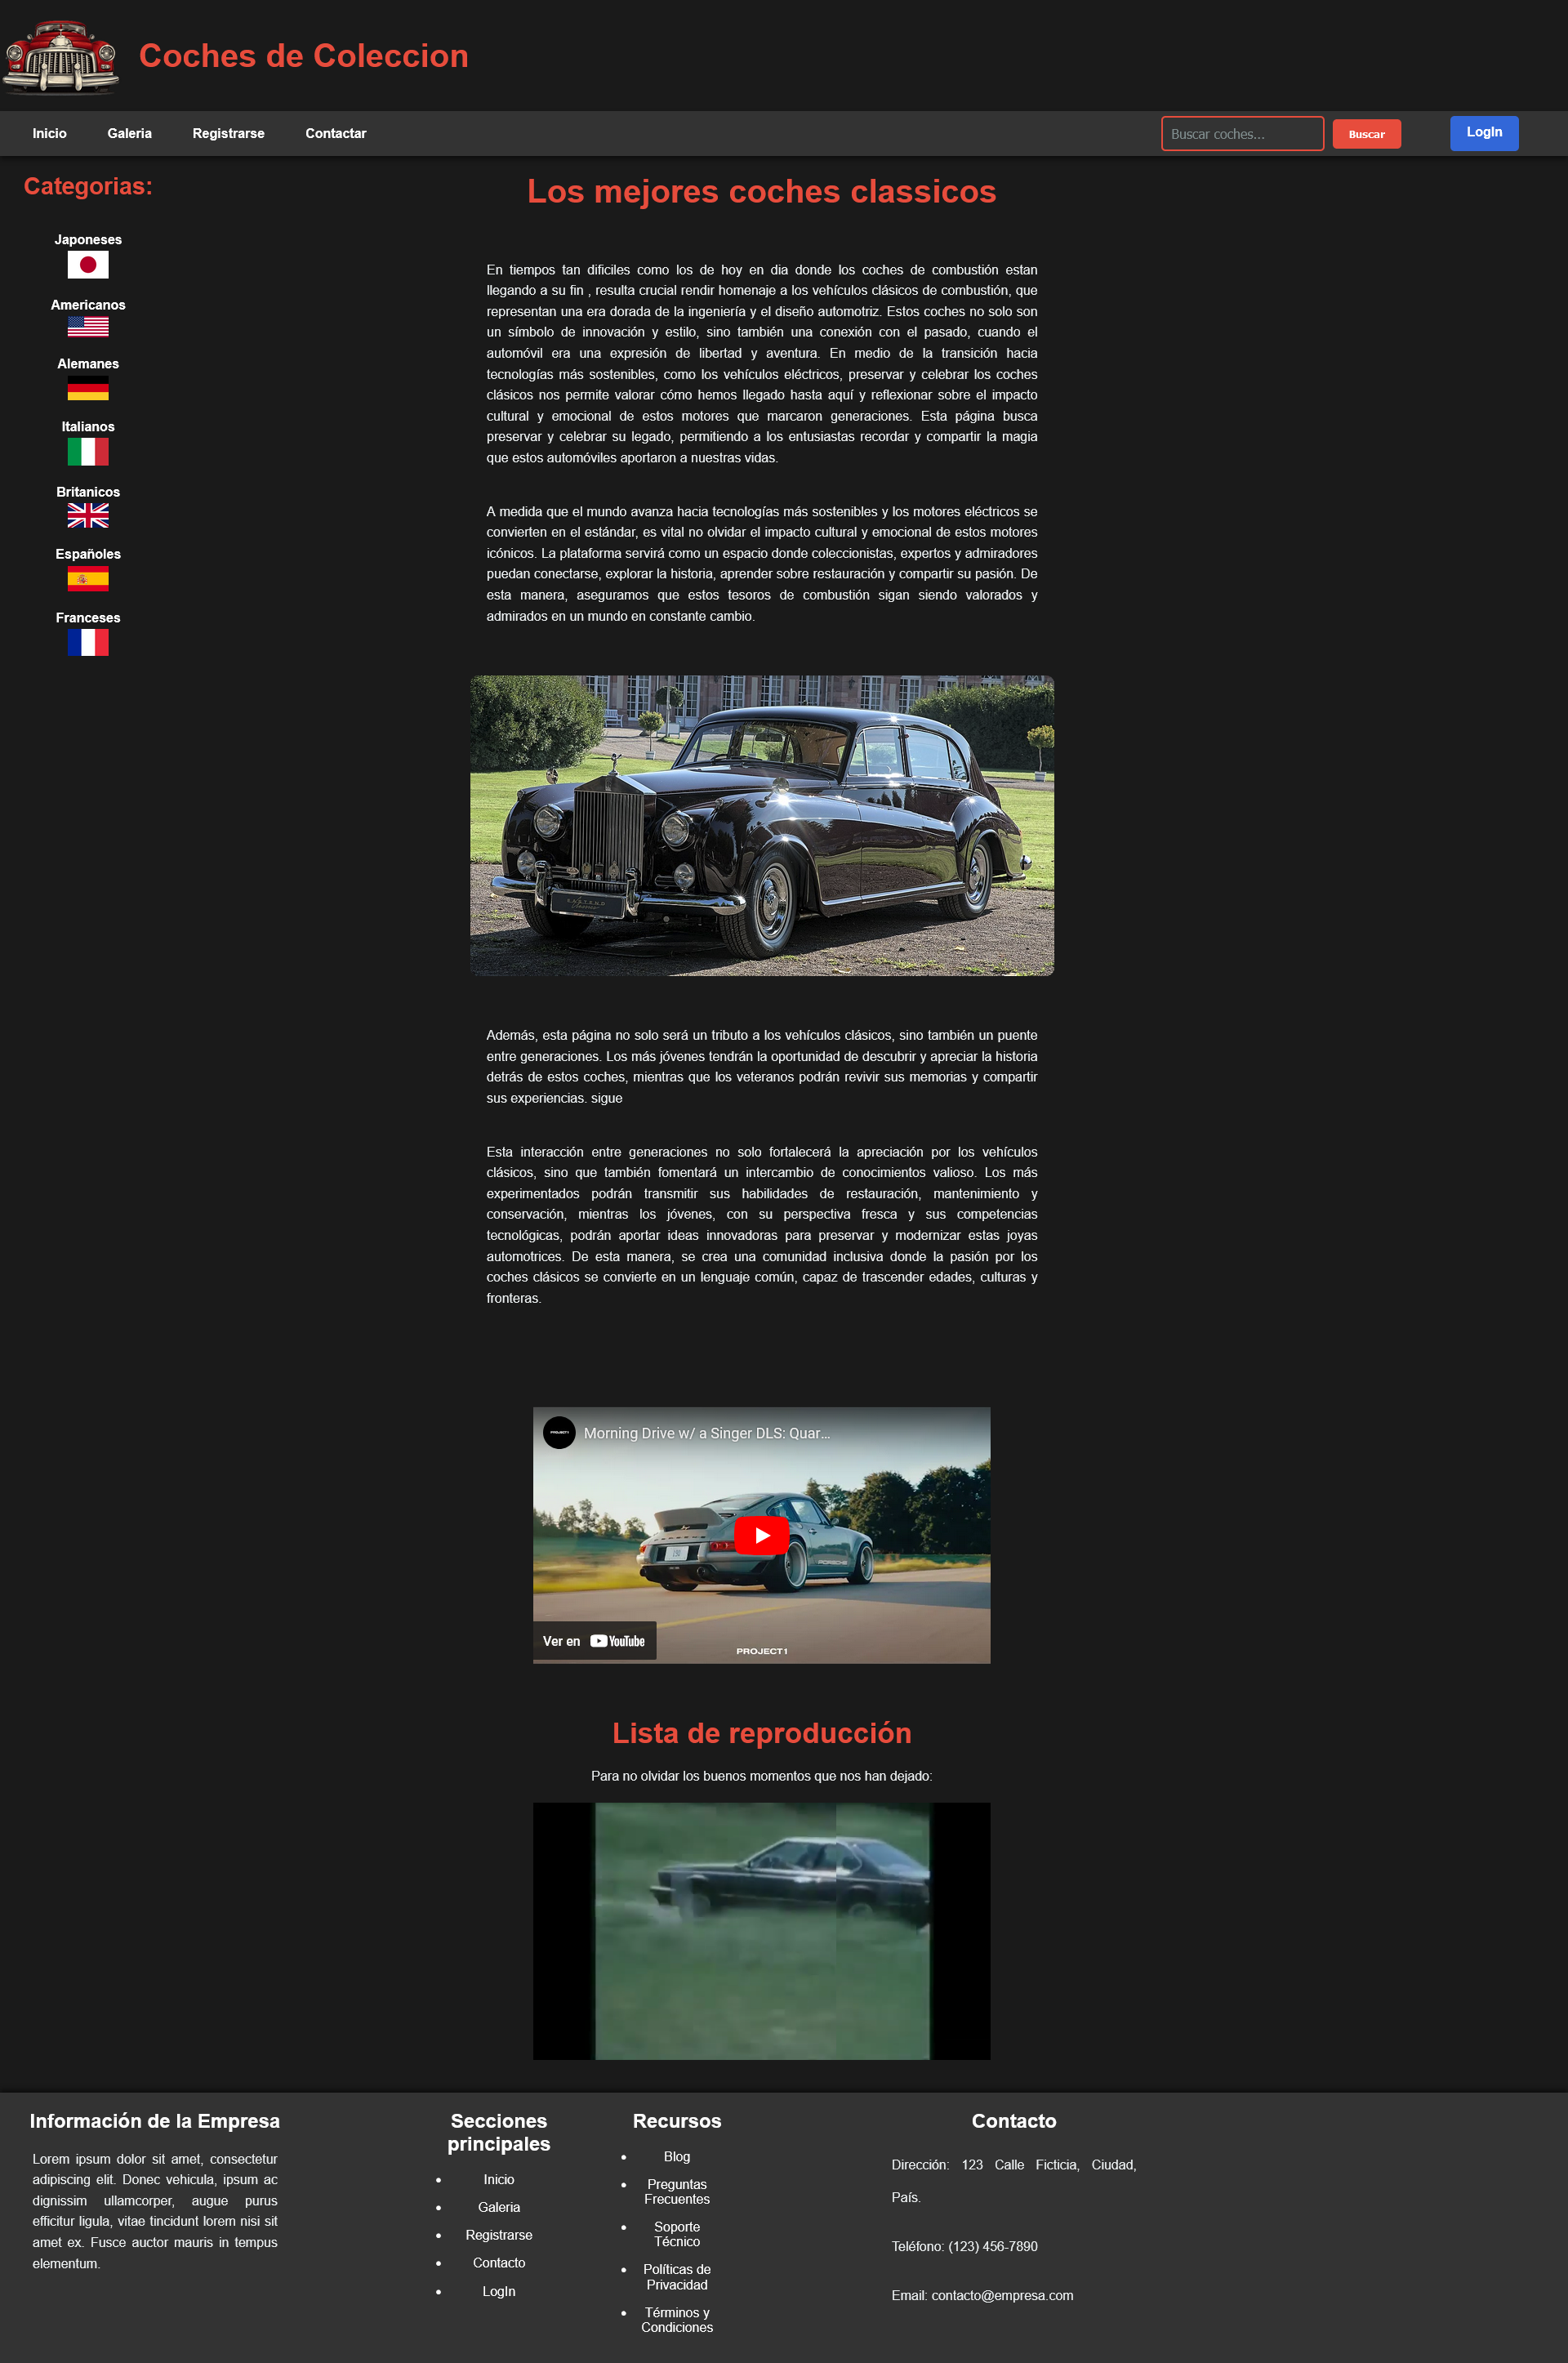 Coches de Coleccion
Inicio Galeria Registrarse Contactar Buscar coches... Buscar LogIn
Categorias:
Japoneses
Americanos
Alemanes
Italianos
Britanicos
Españoles
Franceses
Los mejores coches classicos
En tiempos tan dificiles como los de hoy en dia donde los coches de combustión estan
llegando a su fin , resulta crucial rendir homenaje a los vehículos clásicos de combustión, que
representan una era dorada de la ingeniería y el diseño automotriz. Estos coches no solo son
un símbolo de innovación y estilo, sino también una conexión con el pasado, cuando el
automóvil era una expresión de libertad y aventura. En medio de la transición hacia
tecnologías más sostenibles, como los vehículos eléctricos, preservar y celebrar los coches
clásicos nos permite valorar cómo hemos llegado hasta aquí y reflexionar sobre el impacto
cultural y emocional de estos motores que marcaron generaciones. Esta página busca
preservar y celebrar su legado, permitiendo a los entusiastas recordar y compartir la magia
que estos automóviles aportaron a nuestras vidas.
A medida que el mundo avanza hacia tecnologías más sostenibles y los motores eléctricos se
convierten en el estándar, es vital no olvidar el impacto cultural y emocional de estos motores
icónicos. La plataforma servirá como un espacio donde coleccionistas, expertos y admiradores
puedan conectarse, explorar la historia, aprender sobre restauración y compartir su pasión. De
esta manera, aseguramos que estos tesoros de combustión sigan siendo valorados y
admirados en un mundo en constante cambio.
Además, esta página no solo será un tributo a los vehículos clásicos, sino también un puente
entre generaciones. Los más jóvenes tendrán la oportunidad de descubrir y apreciar la historia
detrás de estos coches, mientras que los veteranos podrán revivir sus memorias y compartir
sus experiencias. sigue
Esta interacción entre generaciones no solo fortalecerá la apreciación por los vehículos
clásicos, sino que también fomentará un intercambio de conocimientos valioso. Los más
experimentados podrán transmitir sus habilidades de restauración, mantenimiento y
conservación, mientras los jóvenes, con su perspectiva fresca y sus competencias
tecnológicas, podrán aportar ideas innovadoras para preservar y modernizar estas joyas
automotrices. De esta manera, se crea una comunidad inclusiva donde la pasión por los
coches clásicos se convierte en un lenguaje común, capaz de trascender edades, culturas y
fronteras.
PROJECT1 Morning Drive w/ a Singer DLS: Quar…
PORSCHE
Ver en YouTube
PROJECT1
Lista de reproducción
Para no olvidar los buenos momentos que nos han dejado:
Información de la Empresa
Lorem ipsum dolor sit amet, consectetur
adipiscing elit. Donec vehicula, ipsum ac
dignissim ullamcorper, augue purus
efficitur ligula, vitae tincidunt lorem nisi sit
amet ex. Fusce auctor mauris in tempus
elementum.
Secciones
principales
• Inicio
• Galeria
• Registrarse
• Contacto
• LogIn
Recursos
• Blog
• Preguntas
Frecuentes
• Soporte
Técnico
• Políticas de
Privacidad
• Términos y
Condiciones
Contacto
Dirección: 123 Calle Ficticia, Ciudad,
País.
Teléfono: (123) 456-7890
Email: contacto@empresa.com